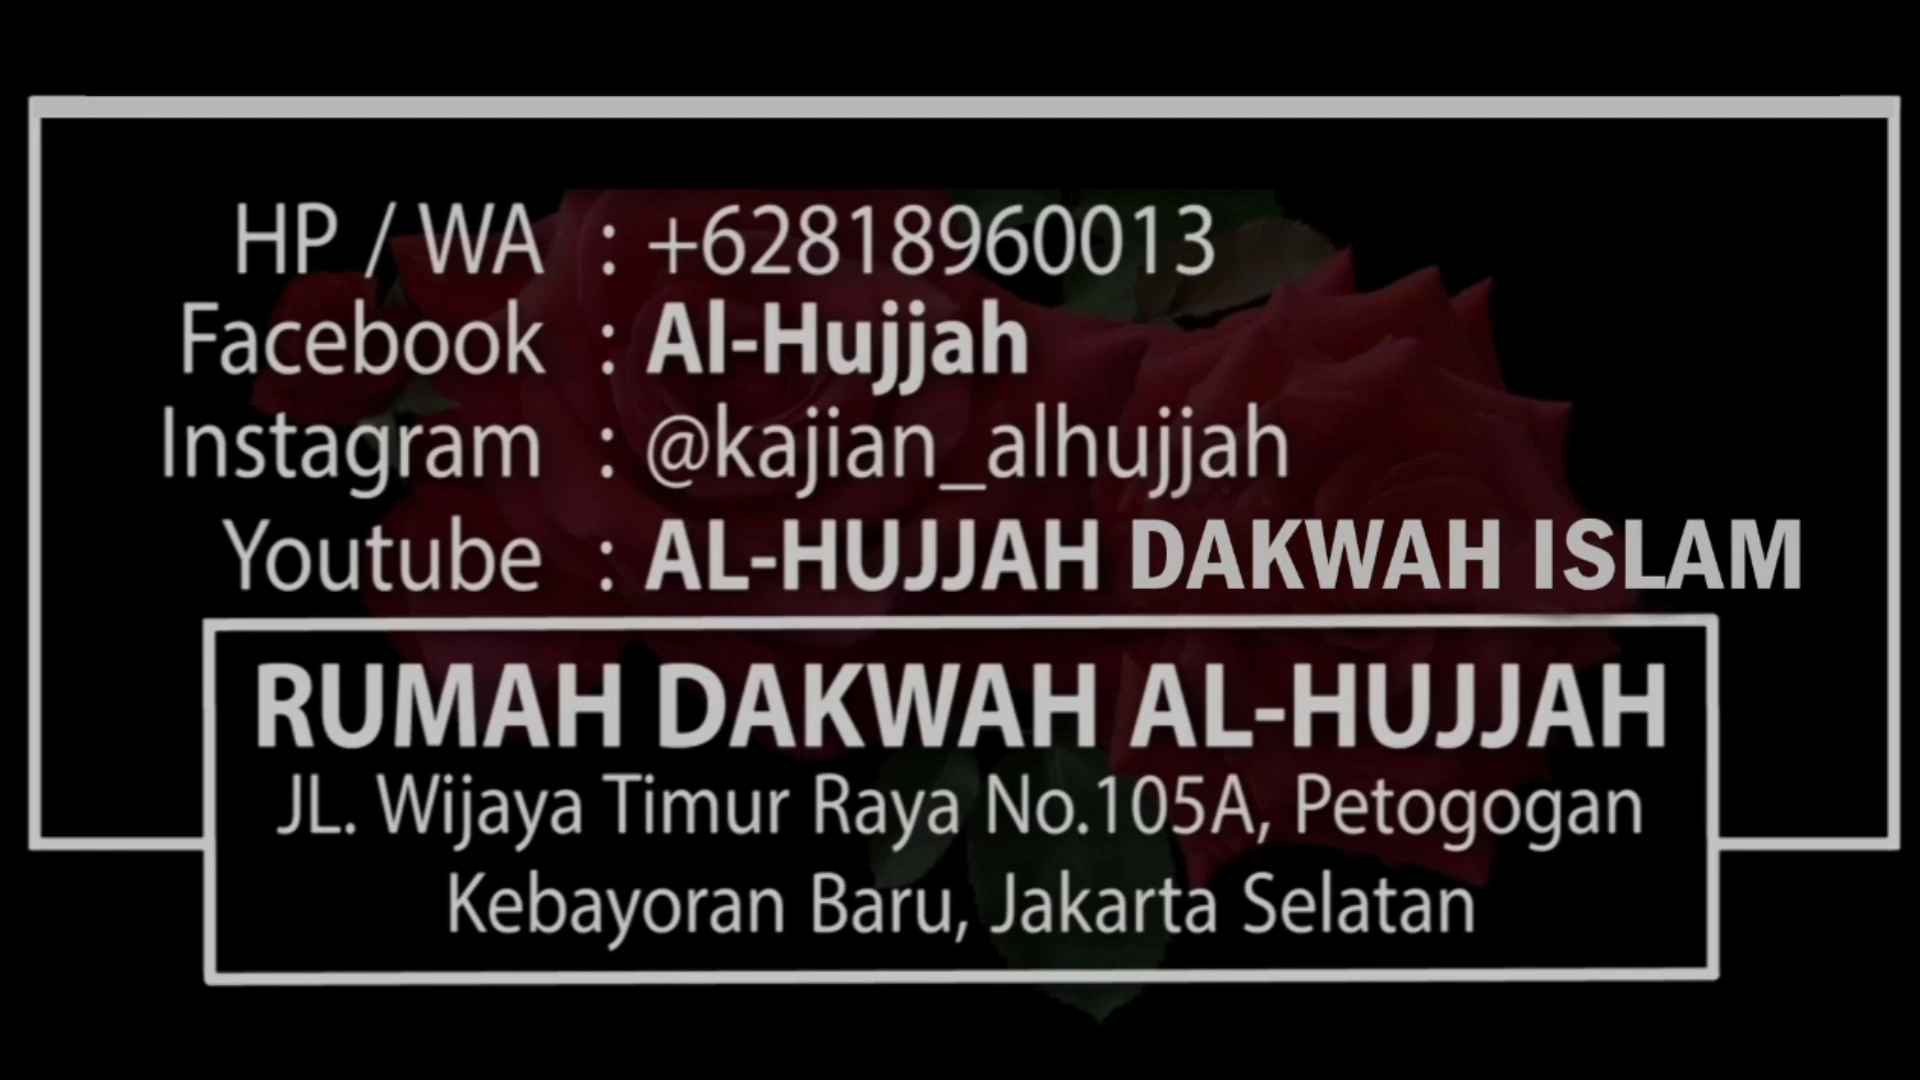 HP / WA : +62818960013
Facebook : Al-Hujjah
Instagram : @kajian_alhujjah
Youtube : AL-HUJJAH DAKWAH ISLAM
RUMAH DAKWAH AL-HUJJAH
JL. Wijaya Timur Raya No.105A, Petogogan
Kebayoran Baru, Jakarta Selatan